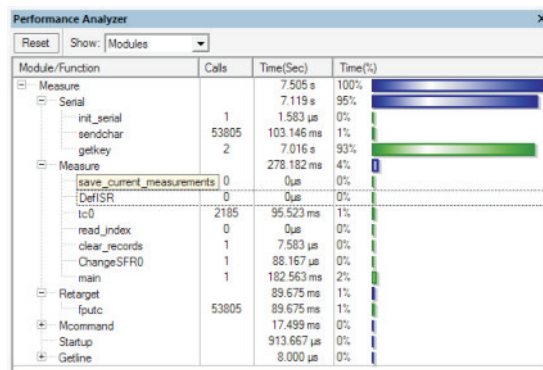 Performance Analyzer
Reset Show: Modules
Module/Function Calls Time(Sec) Time(%)
Measure 7.505 s 100%
Serial 7.119 s 95%
init_serial 1 1.583 µs 0%
sendchar 53805 103.146 ms 1%
getkey 2 7.016 s 93%
Measure 278.182 ms 4%
save_current_measurements 0 0µs 0%
DefISR 0 0µs 0%
tc0 2185 95.523 ms 1%
read_index 0 0µs 0%
clear_records 1 7.583 µs 0%
ChangeSFR0 1 88.167 µs 0%
main 1 182.563 ms 2%
Retarget 89.675 ms 1%
fputc 53805 89.675 ms 1%
Mcommand 17.499 ms 0%
Startup 913.667 µs 0%
Getline 8.000 µs 0%